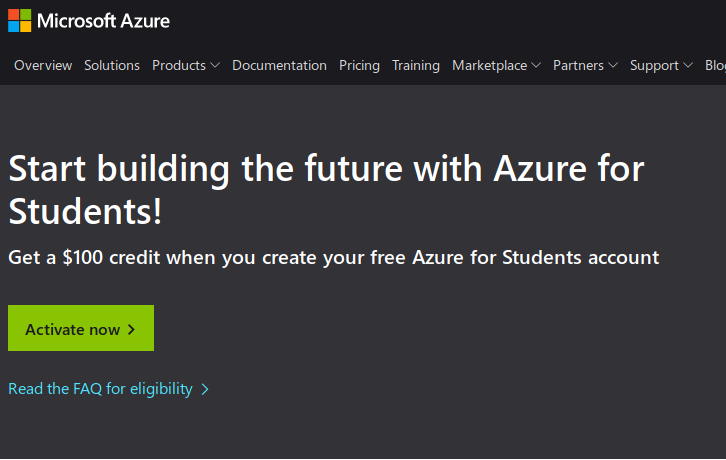 Microsoft Azure
Overview Solutions Products Documentation Pricing Training Marketplace Partners Support Blog
Start building the future with Azure for
Students!
Get a $100 credit when you create your free Azure for Students account
Activate now
Read the FAQ for eligibility